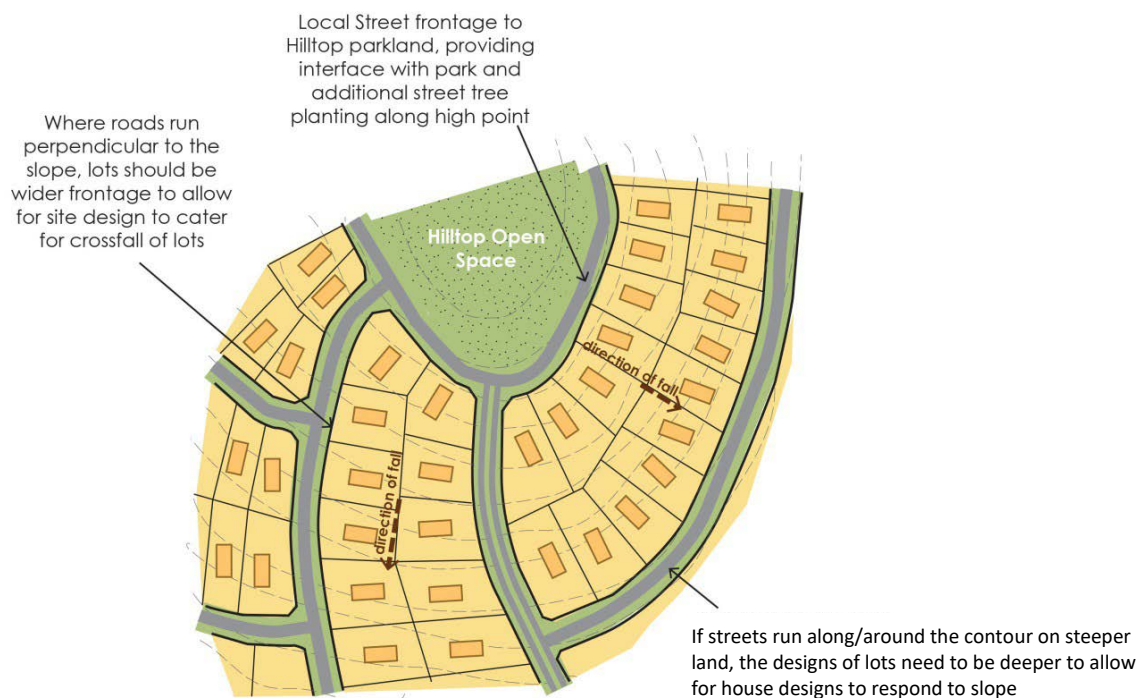 Local Street frontage to
Hilltop parkland, providing
interface with park and
additional street tree
planting along high point
Where roads run
perpendicular to the
slope, lots should be
wider frontage to allow
for site design to cater
for crossfall of lots
Hilltop Open
Space
direction of fall
direction of fall
If streets run along/around the contour on steeper
land, the designs of lots need to be deeper to allow
for house designs to respond to slope